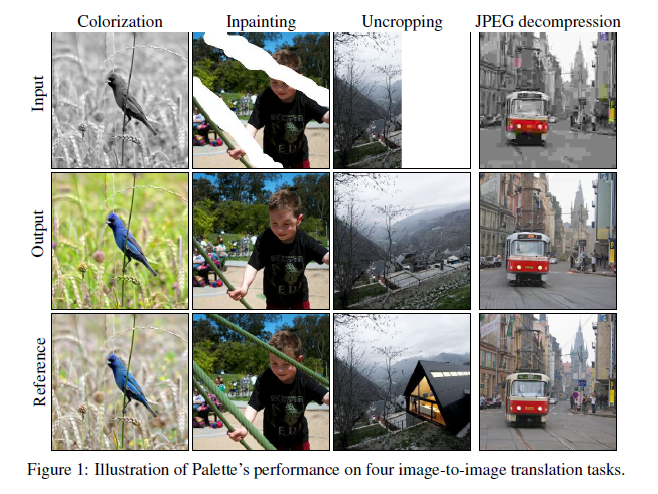 Colorization Inpainting Uncropping JPEG decompression
Input
Output
Reference
Figure 1: Illustration of Palette's performance on four image-to-image translation tasks.